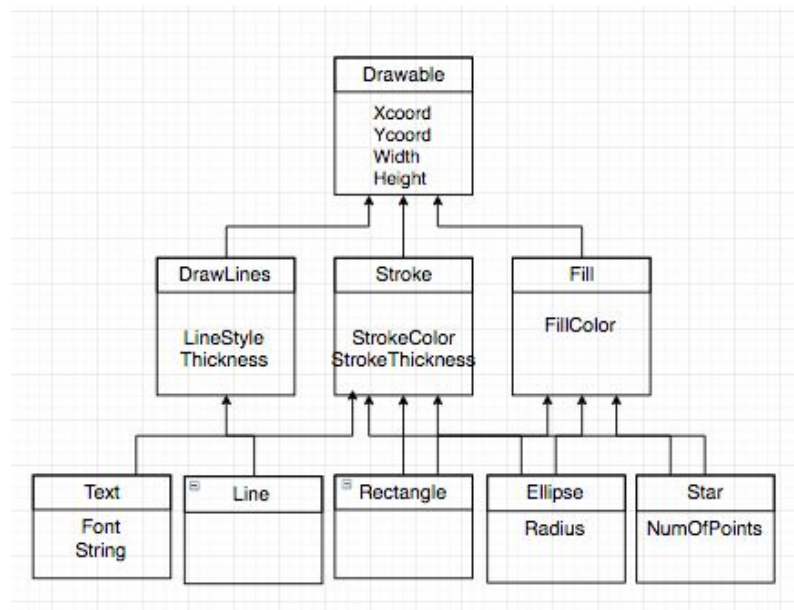 Drawable
Xcoord
Ycoord
Width
Height
DrawLines
LineStyle
Thickness
Stroke
StrokeColor
StrokeThickness
Fill
FillColor
Text
Font
String
Line
Rectangle
Ellipse
Radius
Star
NumOfPoints